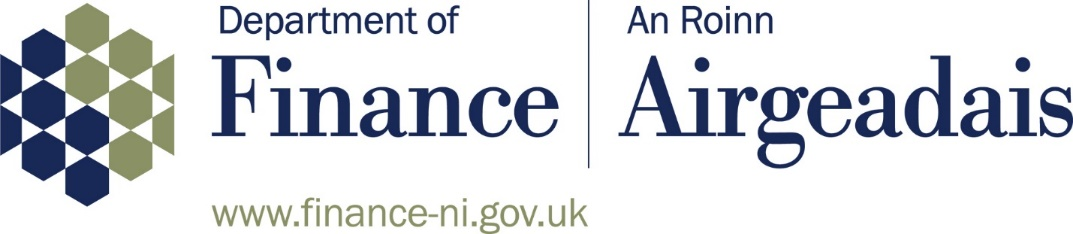 Department of
Finance
An Roinn
Airgeadais
www.finance-ni.gov.uk